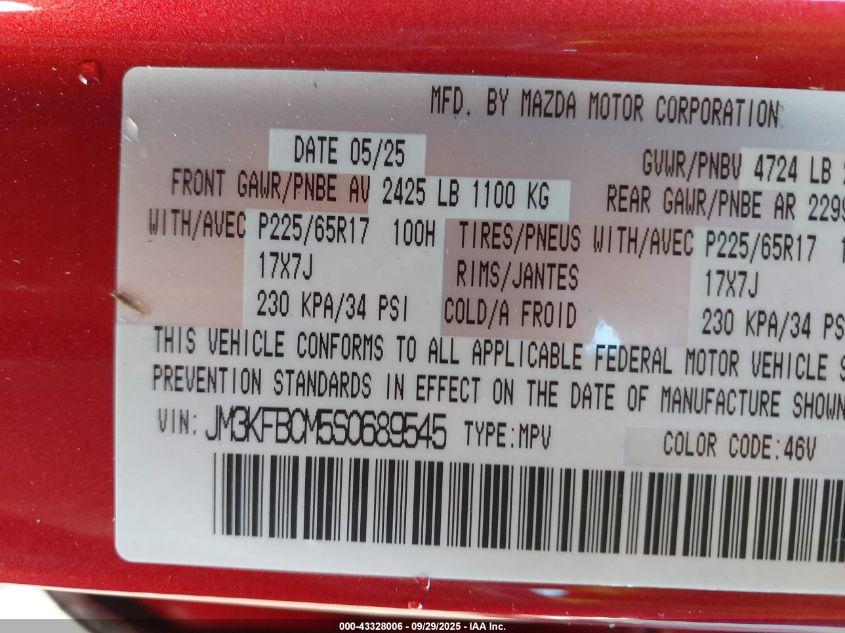 MFD. BY MAZDA MOTOR CORPORATION
DATE 05/25 GVWR/PNBV 4724 LB
FRONT GAWR/PNBE AV 2425 LB 1100 KG REAR GAWR/PNBE AR 2299
WITH/AVEC P225/65R17 100H TIRES/PNEUS WITH/AVEC P225/65R17 1
17X7J RIMS/JANTES 17X7J
230 KPA/34 PSI COLD/A FROID 230 KPA/34 PS
THIS VEHICLE CONFORMS TO ALL APPLICABLE FEDERAL MOTOR VEHICLE S
PREVENTION STANDARDS IN EFFECT ON THE DATE OF MANUFACTURE SHOWN
VIN: JM3KFBCM5S0689545 TYPE:MPV COLOR CODE:46V
000-43328006 - 09/29/2025 - IAA Inc.